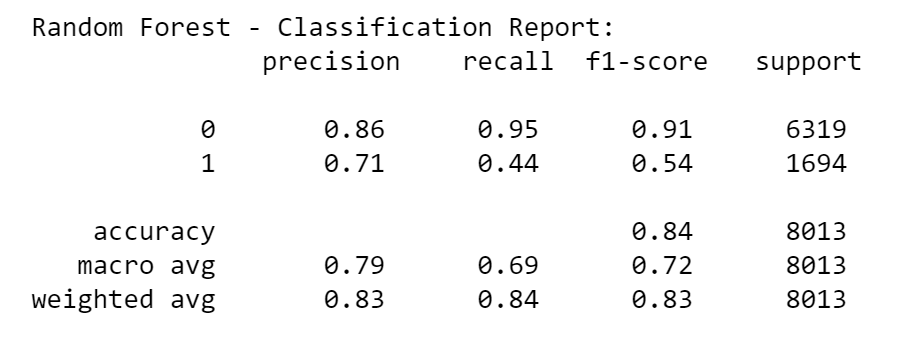 Random Forest - Classification Report:
precision recall f1-score support
0 0.86 0.95 0.91 6319
1 0.71 0.44 0.54 1694
accuracy 0.84 8013
macro avg 0.79 0.69 0.72 8013
weighted avg 0.83 0.84 0.83 8013